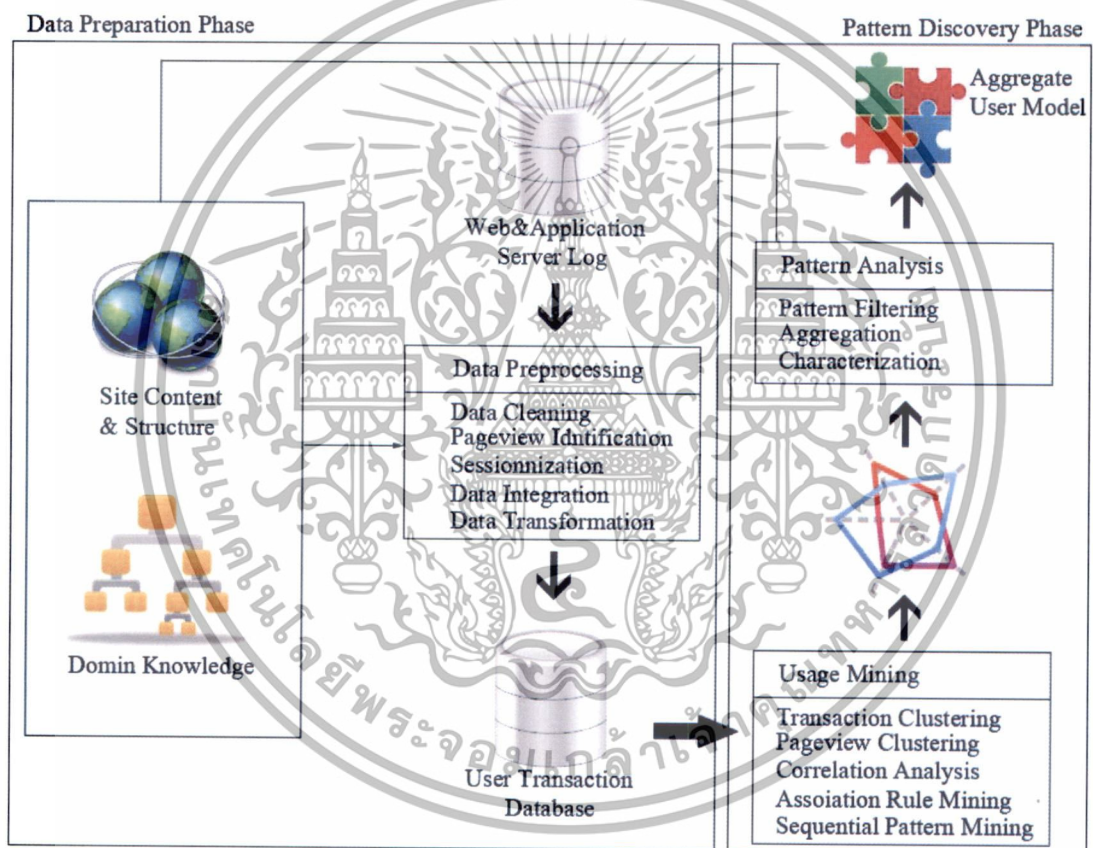 Data Preparation Phase
Pattern Discovery Phase
Web&Application
Server Log
Site Content
& Structure
Domin Knowledge
Data Preprocessing
Data Cleaning
Pageview Idntification
Sessionnization
Data Integration
Data Transformation
User Transaction
Database
Aggregate
User Model
Pattern Analysis
Pattern Filtering
Aggregation
Characterization
Usage Mining
Transaction Clustering
Pageview Clustering
Correlation Analysis
Assoiation Rule Mining
Sequential Pattern Mining